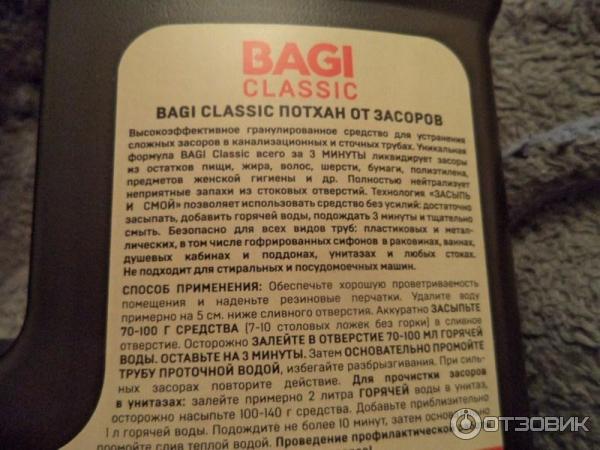 BAGI
CLASSIC
BAGI CLASSIC ПОТХАН ОТ ЗАСОРОВ
Высокоэффективное гранулированное средство для устранения
сложных засоров в канализационных и сточных трубах. Уникальная
формула BAGI Classic всего за 3 МИНУТЫ ликвидирует засоры
из остатков пищи, жира, волос, шерсти, бумаги, полиэтилена,
предметов женской гигиены и др. Полностью нейтрализует
неприятные запахи из стоковых отверстий. Технология «ЗАСЫПЬ
И СМОЙ» позволяет использовать средство без усилий: достаточно
засыпать, добавить горячей воды, подождать 3 минуты и тщательно
смыть. Безопасно для всех видов труб: пластиковых и метал-
лических, в том числе гофрированных сифонов в раковинах, ваннах,
душевых кабинах и поддонах, унитазах и любых стоках.
Не подходит для стиральных и посудомоечных машин.
СПОСОБ ПРИМЕНЕНИЯ: Обеспечьте хорошую проветриваемость
помещения и наденьте резиновые перчатки. Удалите воду
примерно на 5 см. ниже сливного отверстия. Аккуратно ЗАСЫПЬТЕ
70-100 Г СРЕДСТВА (7-10 столовых ложек без горки) в сливное
отверстие. Осторожно ЗАЛЕЙТЕ В ОТВЕРСТИЕ 70-100 МЛ ГОРЯЧЕЙ
ВОДЫ. ОСТАВЬТЕ НА 3 МИНУТЫ. Затем ОСНОВАТЕЛЬНО ПРОМОЙТЕ
ТРУБУ ПРОТОЧНОЙ ВОДОЙ, избегайте разбрызгивания. При силь-
ных засорах повторите действие. Для прочистки засоров
в унитазах: залейте примерно 2 литра ГОРЯЧЕЙ воды в унитаз,
осторожно насыпьте 100-140 г средства. Добавьте приблизительно
1 л горячей воды. Подождите не более 10 минут, затем
промойте слив теплой водой. Проведение профилактической
ОТЗОВИК